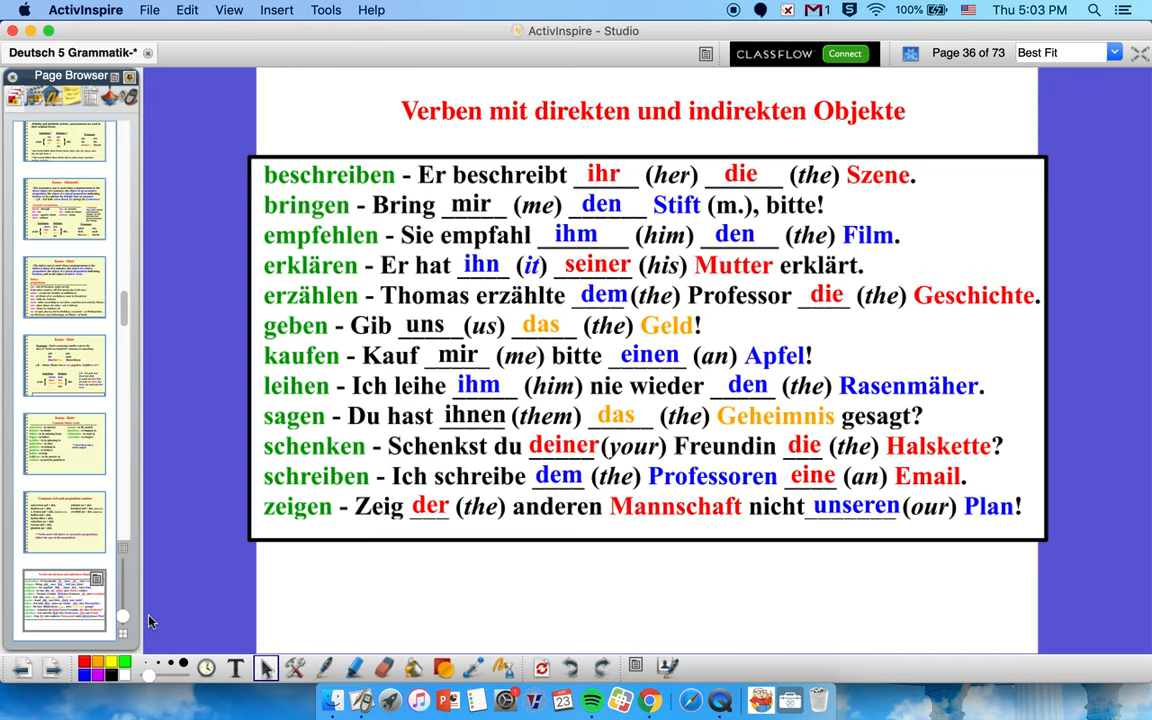 ActivInspire File Edit View Insert Tools Help 1 S 100% Thu 5:03 PM
ActivInspire - Studio
Deutsch 5 Grammatik-* CLASSFLOW Connect Page 36 of 73 Best Fit
Page Browser
Verben mit direkten und indirekten Objekte
beschreiben - Er beschreibt ihr (her) die (the) Szene.
bringen - Bring mir (me) den Stift (m.), bitte!
empfehlen - Sie empfahl ihm (him) den (the) Film.
erklären - Er hat ihn (it) seiner (his) Mutter erklärt.
erzählen - Thomas erzählte dem (the) Professor die (the) Geschichte.
geben - Gib uns (us) das (the) Geld!
kaufen - Kauf mir (me) bitte einen (an) Apfel!
leihen - Ich leihe ihm (him) nie wieder den (the) Rasenmäher.
sagen - Du hast ihnen (them) das (the) Geheimnis gesagt?
schenken - Schenkst du deiner (your) Freundin die (the) Halskette?
schreiben - Ich schreibe dem (the) Professoren eine (an) Email.
zeigen - Zeig der (the) anderen Mannschaft nicht unseren (our) Plan!
T